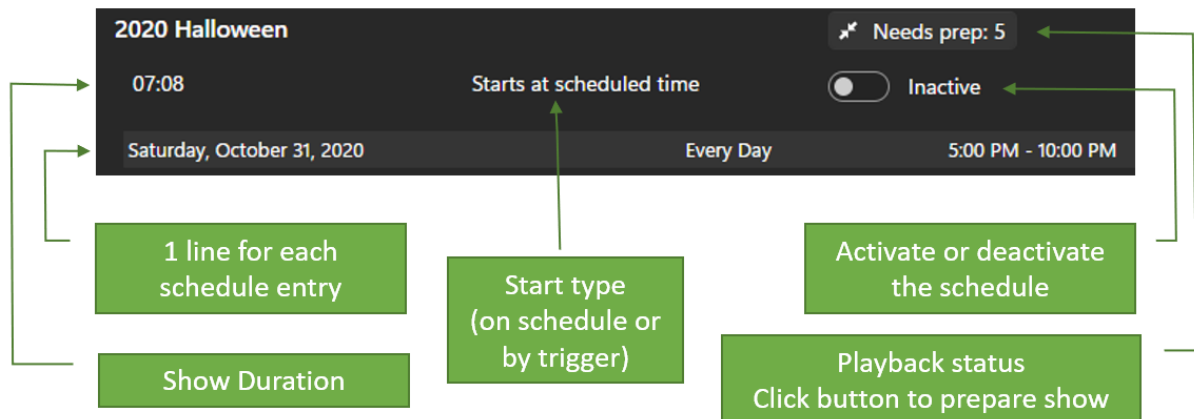 2020 Halloween
Needs prep: 5
07:08
Starts at scheduled time
Inactive
Saturday, October 31, 2020
Every Day
5:00 PM - 10:00 PM
1 line for each
schedule entry
Start type
(on schedule or
by trigger)
Activate or deactivate
the schedule
Show Duration
Playback status
Click button to prepare show